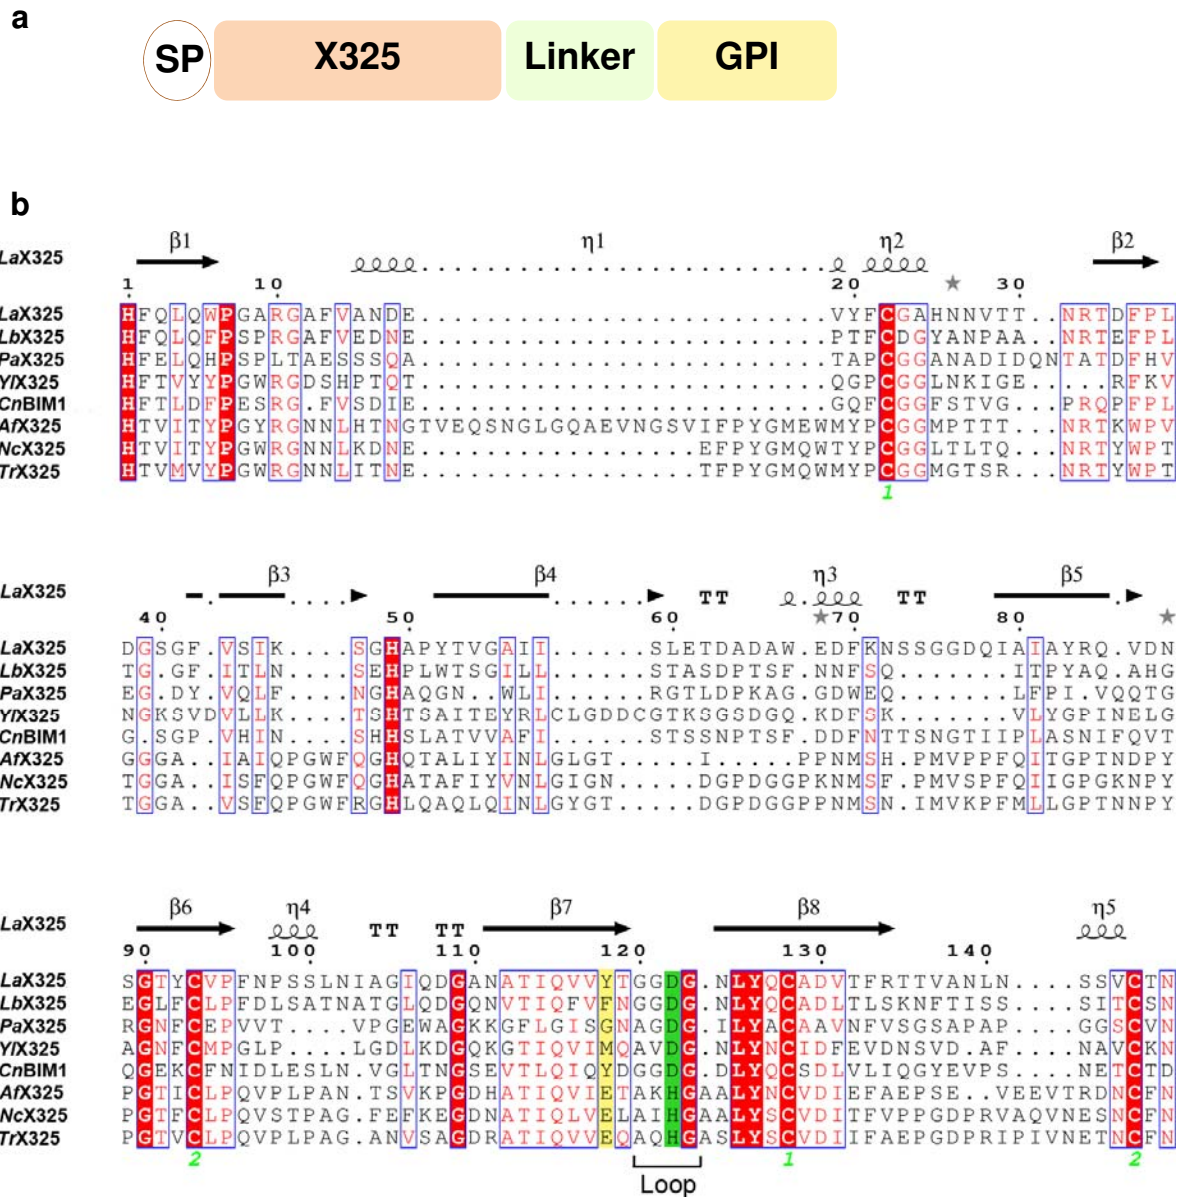 a
SP X325 Linker GPI
b
β1 η1 η2 β2
LaX325
1 10 20 30
LaX325 HFQLQWPGARGAFVANDE.........................VYFCGAHNNVTT..NRTDFPL
LbX325 HFQLQFPSPRGAFVEDNE.........................PTFCDGYANPAA..NRTEFPL
PaX325 HFELQHPSPLTAESSSQA.........................TAPCGGANADIDQNTATDFHV
YlX325 HFTVYYPGWRGDSHPTQT.........................QGPCGGLNKIGE.....RFKV
CnBIM1 HFTLDFPESRG.FVSDIE.........................GQFCGGFSTVG...PRQPFPL
AfX325 HTVITYPGYRGNNLHTNGTVEQSNGLGQAEVNGSVIFPYGMEWMYPCGGMPTTT...NRTKWPV
NcX325 HTVITYPGWRGNNLKDNE.................EFPYGMQWTYPCGGLTLTQ...NRTYWPT
TrX325 HTVMVYPGWRGNNLITNE.................TFPYGMQWMYPCGGMGTSR...NRTYWPT
1
β3 β4 η3 β5
LaX325 TT TT
40 50 60 70 80
LaX325 DGSGF.VSIK....SGHAPYTVGAII......SLETDADAW.EDFKNSSGGDQIAIAYRQ.VDN
LbX325 TG.GF.ITLN....SEHPLWTSGILL......STASDPTSF.NNFSQ.......ITPYAQ.AHG
PaX325 EG.DY.VQLF....NGHAQGN..WLI......RGTLDPKAG.GDWEQ.......LFPI.VQQTG
YlX325 NGKSVDVLLK....TSHTSAITEYRLCLGDDCGTKSGSDGQ.KDFSK.......VLYGPINELG
CnBIM1 G.SGP.VHIN....SHHSLATVVAFI......STSSNPTSF.DDFNTTSNGTIIPLASNIFQVT
AfX325 GGGA..IAIQPGWFQGHQTALIYINLGLGT.....I.....PPNMSH.PMVPPFQITGPTNDPY
NcX325 TGGA..ISFQPGWFQGHATAFIYVNLGIGN.....DGPDGGPKNMSF.PMVSPFQIIGPGKNPY
TrX325 TGGA..VSFQPGWFRGHLQAQLQINLGYGT.....DGPDGGPPNMSN.IMVKPFMLLGPTNNPY
β6 η4 β7 β8 η5
LaX325 TT TT
90 100 110 120 130 140
LaX325 SGTYCVPFNPSSLNIAGIQDGANATIQVVYTGGDG.NLYQCADVTFRTTVANLN....SSVCTN
LbX325 EGLFCLPFDLSATNATGLQDGQNVTIQFVFNGGDG.NLYQCADLTLSKNFTISS....SITCSN
PaX325 RGNFCEPVVT....VPGEWAGKKGFLGISGNAGDG.ILYACAAVNFVSGSAPAP....GGSCVN
YlX325 AGNFCMPGLP....LGDLKDGQKGTIQVIMQAVDG.NLYNCIDFEVDNSVD.AF....NAVCKN
CnBIM1 QGEKCFNIDLESLN.VGLTNGSEVTLQIQYDGGDG.DLYQCSDLVLIQGYEVPS....NETCTD
AfX325 PGTICLPQVPLPAN.TSVKPGDHATIQVIETAKHGAALYNCVDIEFAEPSE..VEEVTRDNCFN
NcX325 PGTFCLPQVSTPAG.FEFKEGDNATIQLVELAIHGAALYSCVDITFVPPGDPRVAQVNESNCFN
TrX325 PGTVCLPQVPLPAG.ANVSAGDRATIQVVEQAQHGASLYSCVDIIFAEPGDPRIPIVNETNCFN
2 1 2
Loop